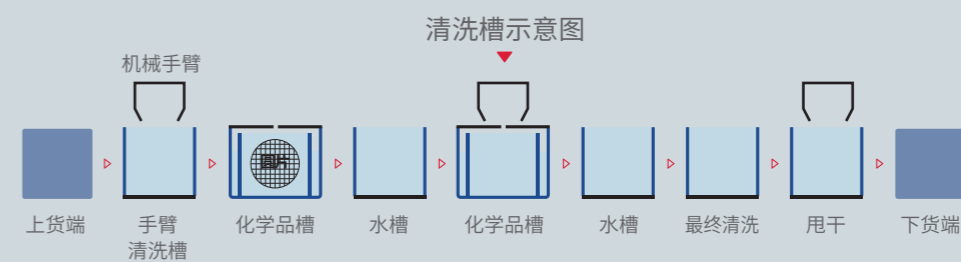 清洗槽示意图
机械手臂
圆片
上货端
手臂
清洗槽
化学品槽
水槽
化学品槽
水槽
最终清洗
甩干
下货端